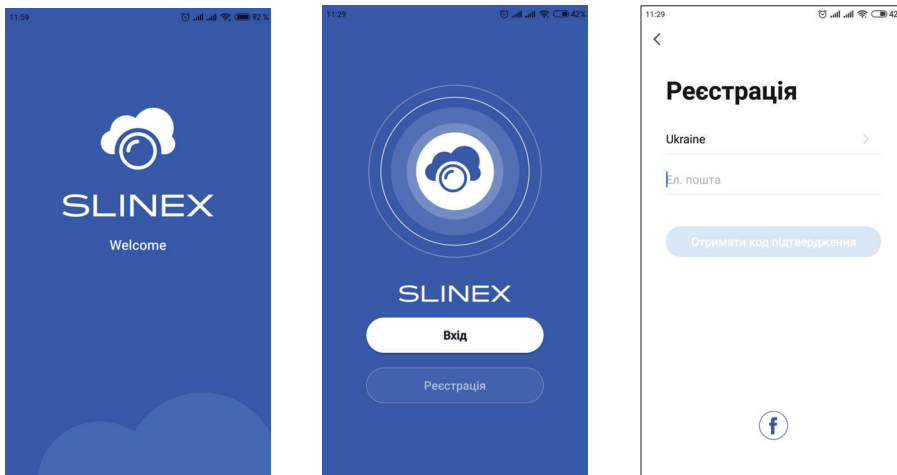 11:59
92 %
SLINEX
Welcome
11:29
42%
SLINEX
Вхід
Реєстрація
11:29
42
Реєстрація
Ukraine
Ел. пошта
Отримати код підтвердження